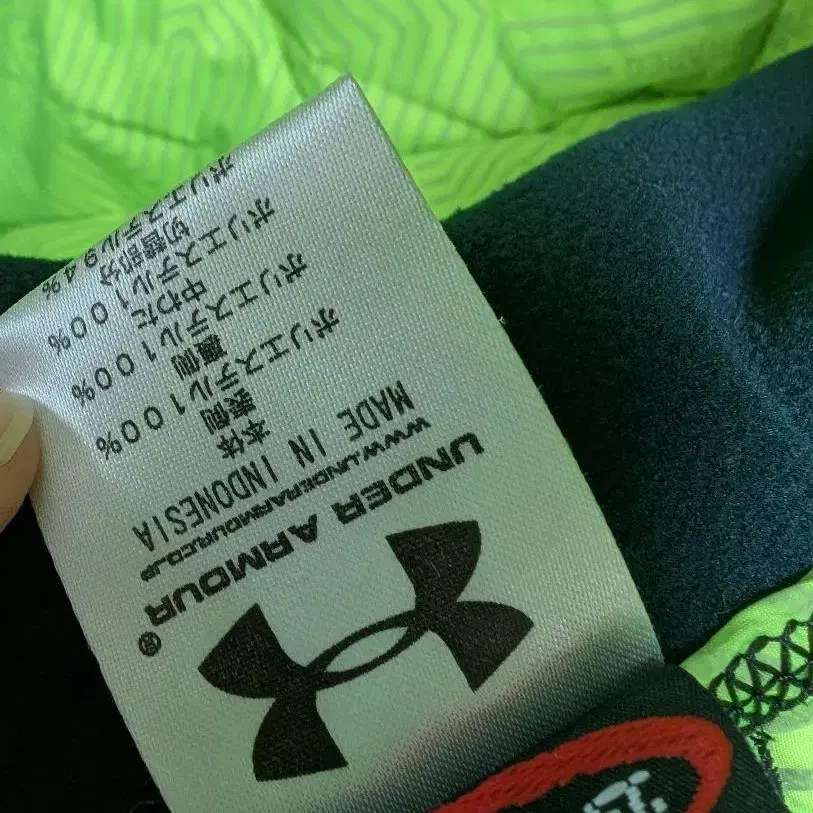 UNDER ARMOUR®
WWW.UNDERARMOUR.CO.JP
MADE IN INDONESIA
本体
表側
ポリエステル100%
裏側
ポリエステル100%
中わた
ポリエステル100%
切替部分
ポリエステル94%